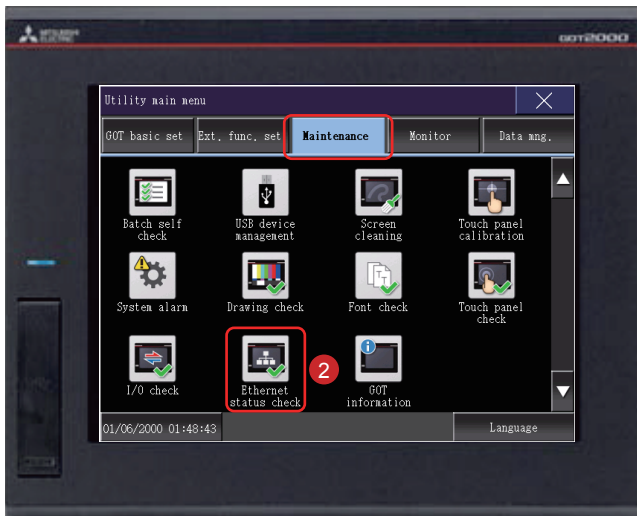 MITSUBISHI
ELECTRIC
GOT2000
Utility main menu
GOT basic set Ext. func. set Maintenance Monitor Data mng.
Batch self
check
USB device
management
Screen
cleaning
Touch panel
calibration
System alarm
Drawing check
Font check
Touch panel
check
I/O check
Ethernet
status check
2
GOT
information
01/06/2000 01:48:43
Language